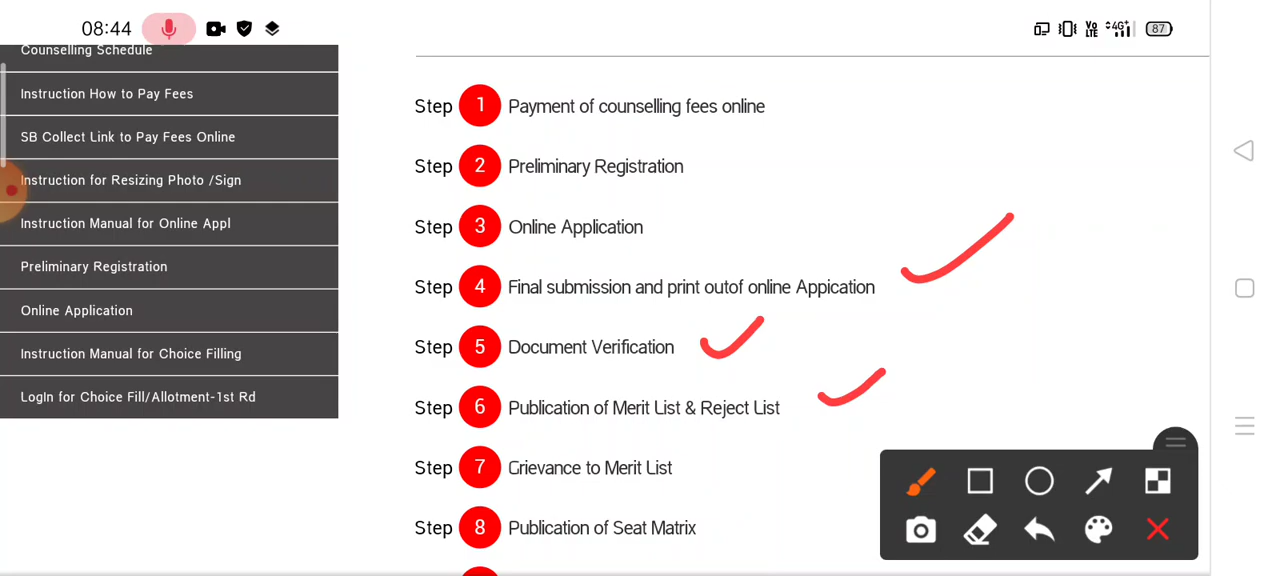 08:44
Vo LTE 4G+ 87
Counselling Schedule
Instruction How to Pay Fees
SB Collect Link to Pay Fees Online
Instruction for Resizing Photo /Sign
Instruction Manual for Online Appl
Preliminary Registration
Online Application
Instruction Manual for Choice Filling
LogIn for Choice Fill/Allotment-1st Rd
Step 1 Payment of counselling fees online
Step 2 Preliminary Registration
Step 3 Online Application
Step 4 Final submission and print outof online Appication
Step 5 Document Verification
Step 6 Publication of Merit List & Reject List
Step 7 Grievance to Merit List
Step 8 Publication of Seat Matrix